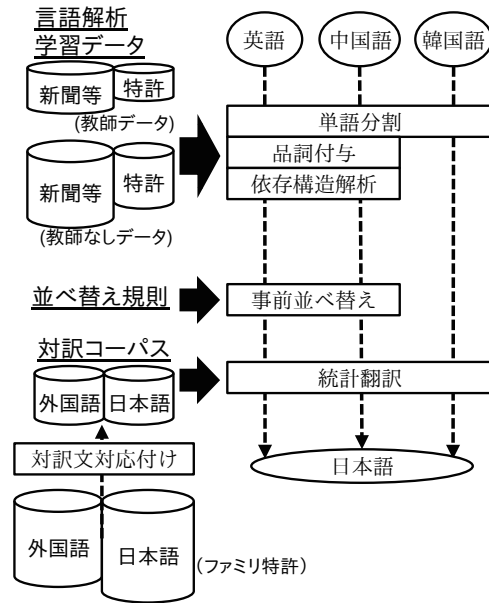 言語解析
学習データ
新聞等
特許
(教師データ)
新聞等
特許
(教師なしデータ)
並べ替え規則
対訳コーパス
外国語
日本語
対訳文対応付け
外国語
日本語
(ファミリ特許)
英語
中国語
韓国語
単語分割
品詞付与
依存構造解析
事前並べ替え
統計翻訳
日本語